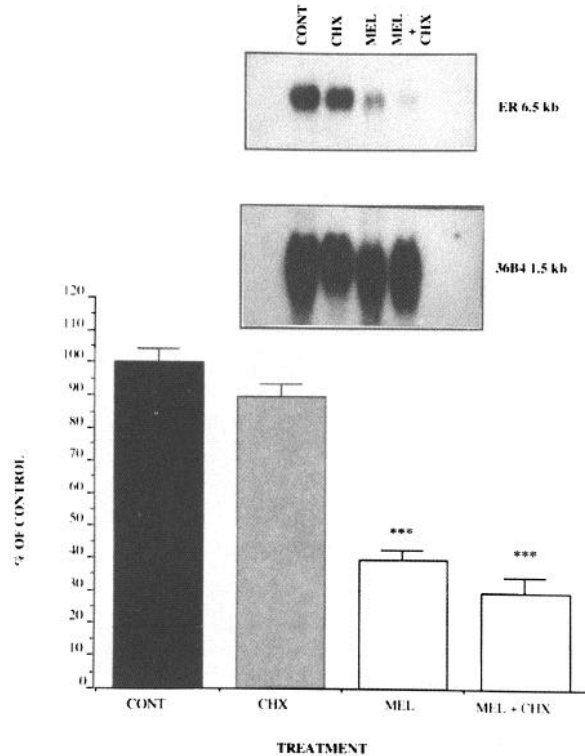 CONT
CHX
MEL
MEL + CHX
ER 6.5 kb
36B4 1.5 kb
120
110
100
90
80
70
60
50
40
30
20
10
0
% OF CONTROL
***
***
CONT
CHX
MEL
MEL + CHX
TREATMENT